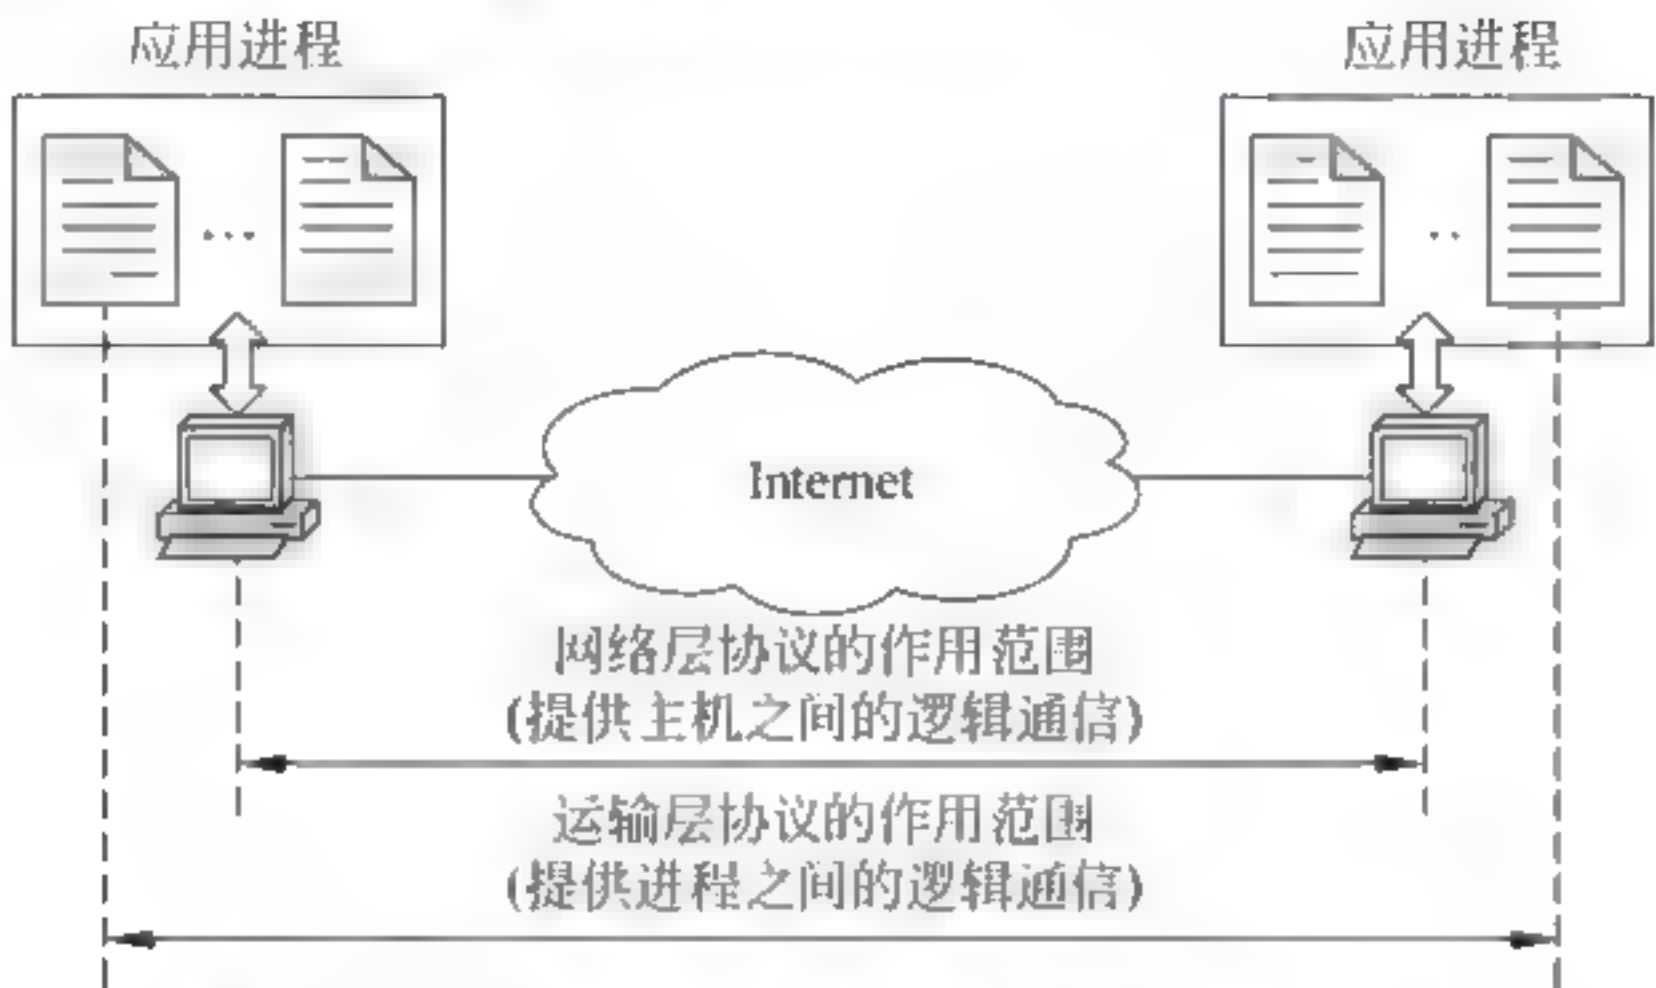 应用进程
应用进程
Internet
网络层协议的作用范围
(提供主机之间的逻辑通信)
运输层协议的作用范围
(提供进程之间的逻辑通信)